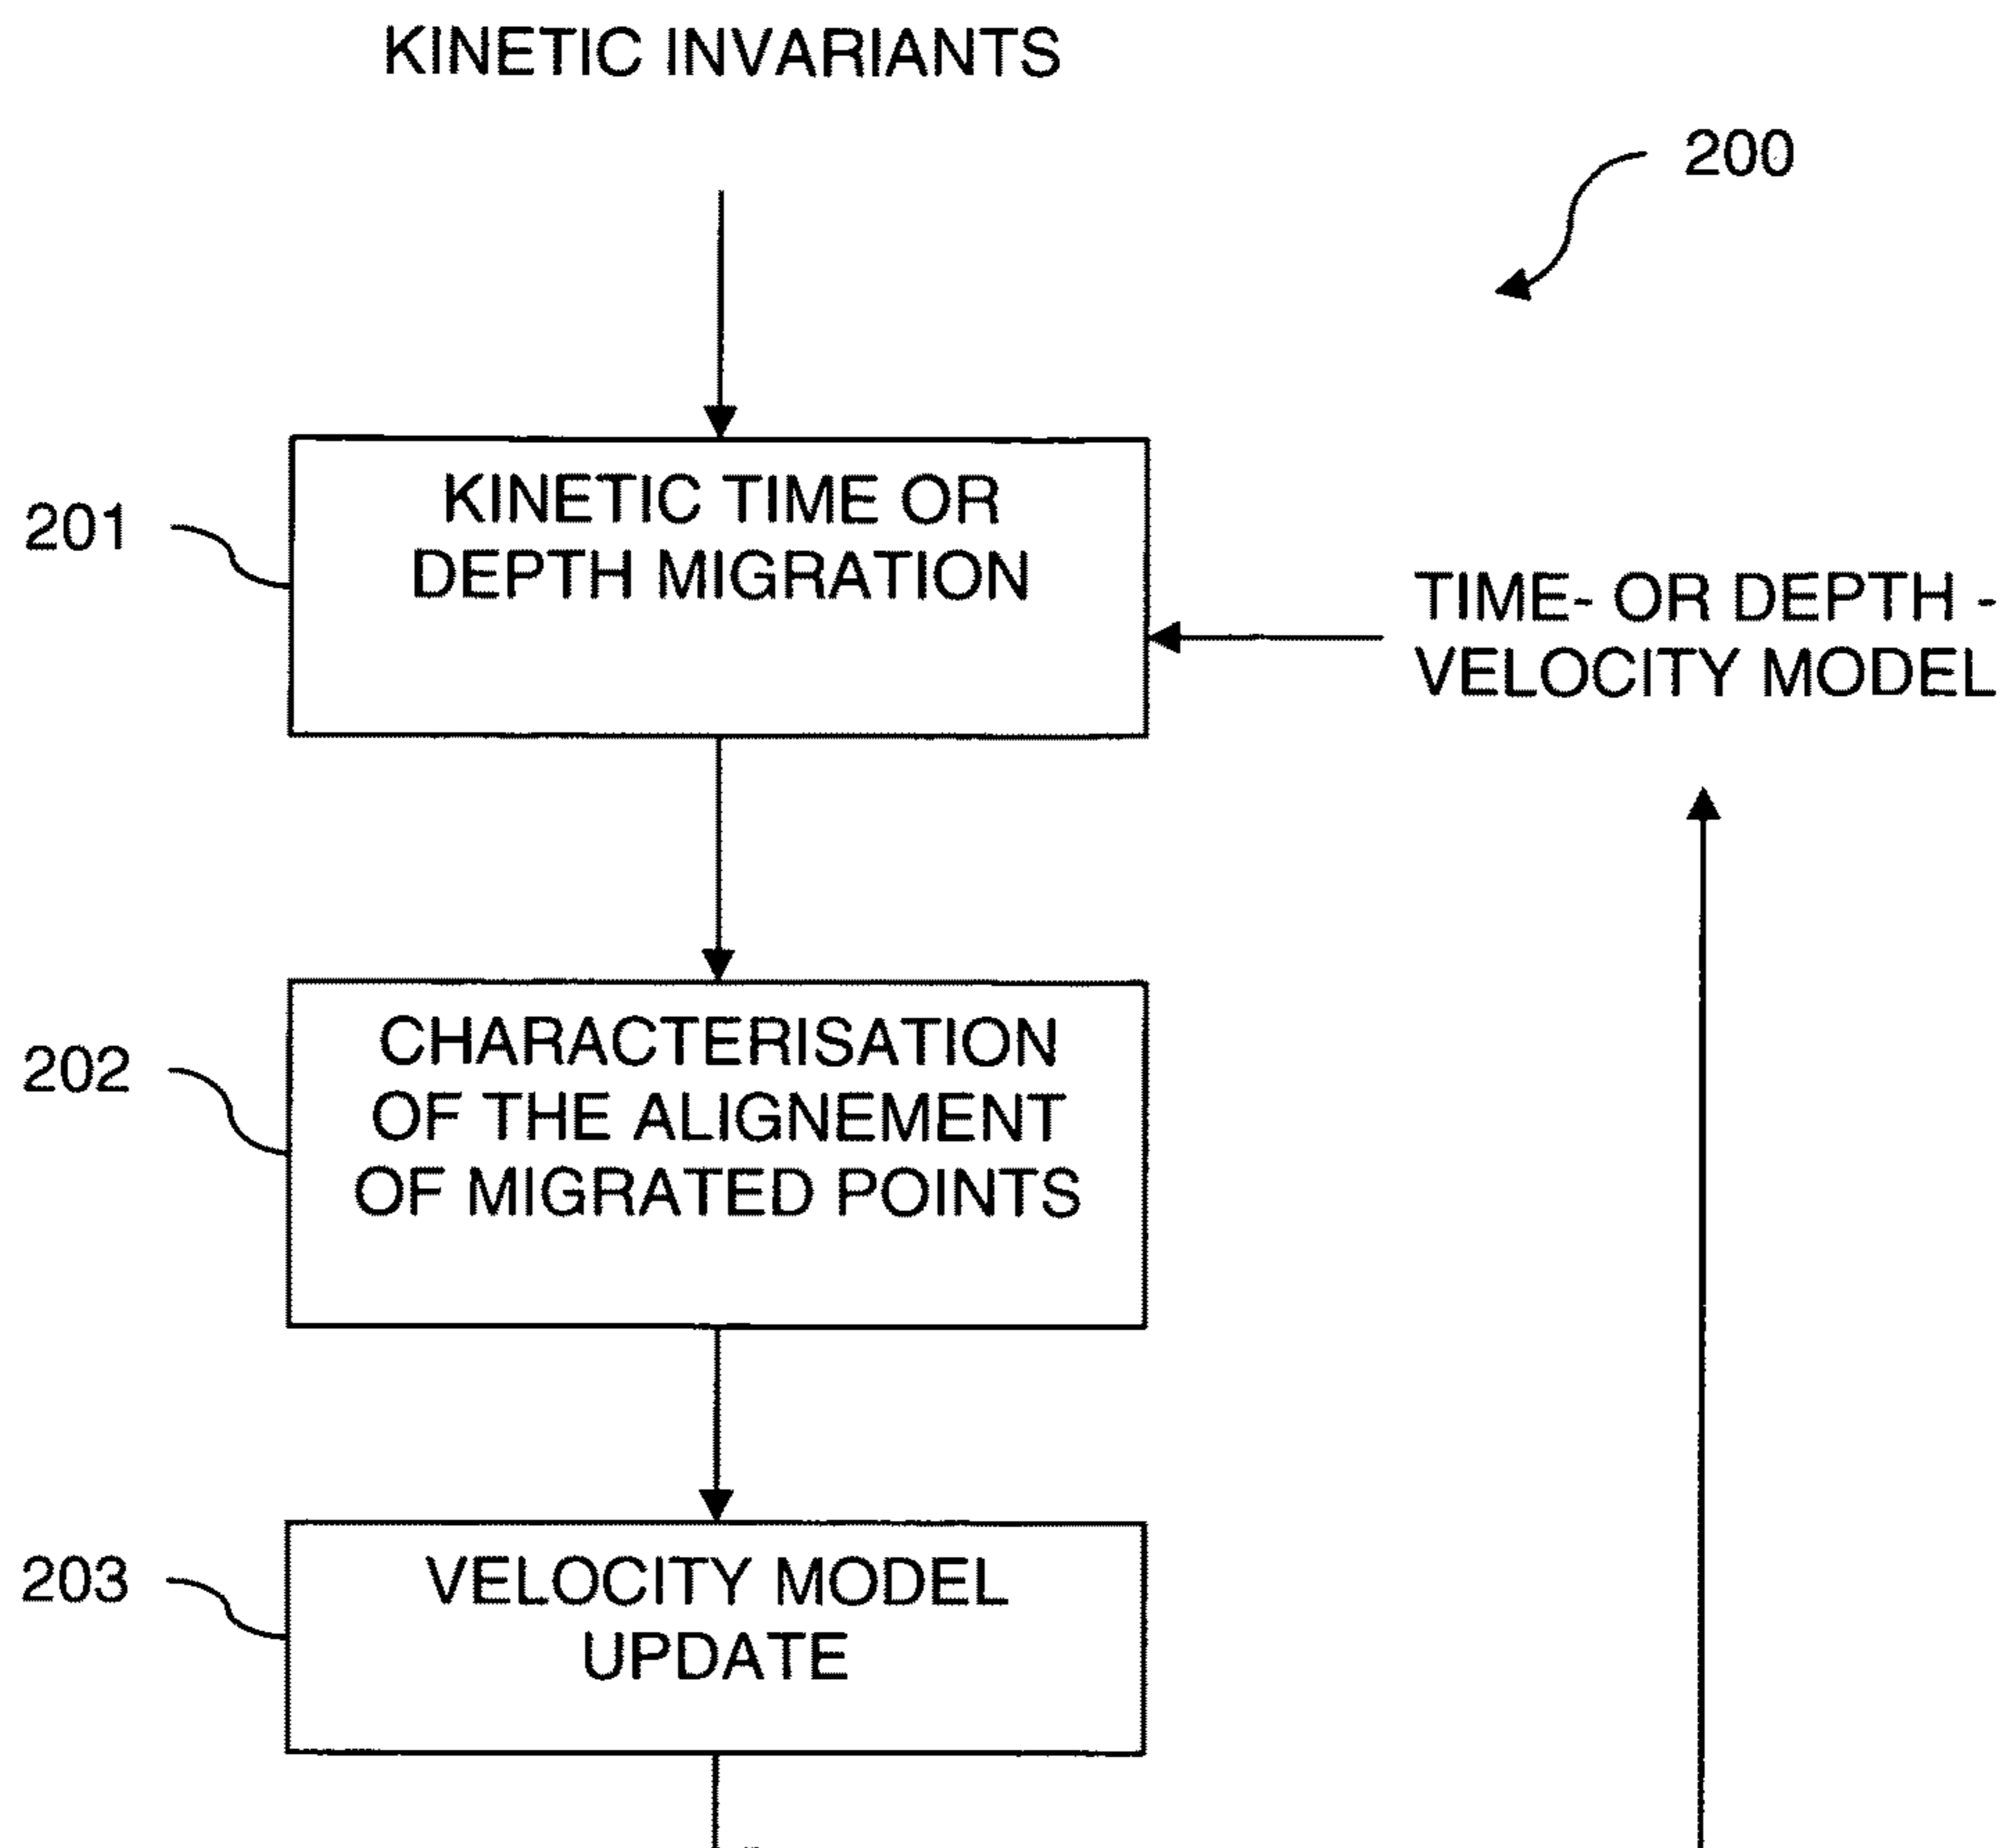 KINETIC INVARIANTS
200
201
KINETIC TIME OR
DEPTH MIGRATION
TIME- OR DEPTH -
VELOCITY MODEL
202
CHARACTERISATION
OF THE ALIGNEMENT
OF MIGRATED POINTS
203
VELOCITY MODEL
UPDATE